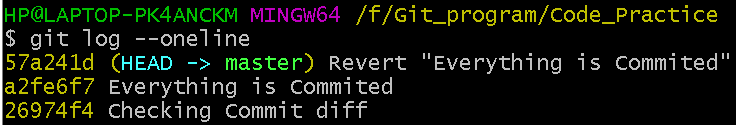 HP@LAPTOP-PK4ANCKM MINGW64 /f/Git_program/Code_Practice
$ git log --oneline
57a241d (HEAD -> master) Revert "Everything is Commited"
a2fe6f7 Everything is Commited
26974f4 Checking Commit diff